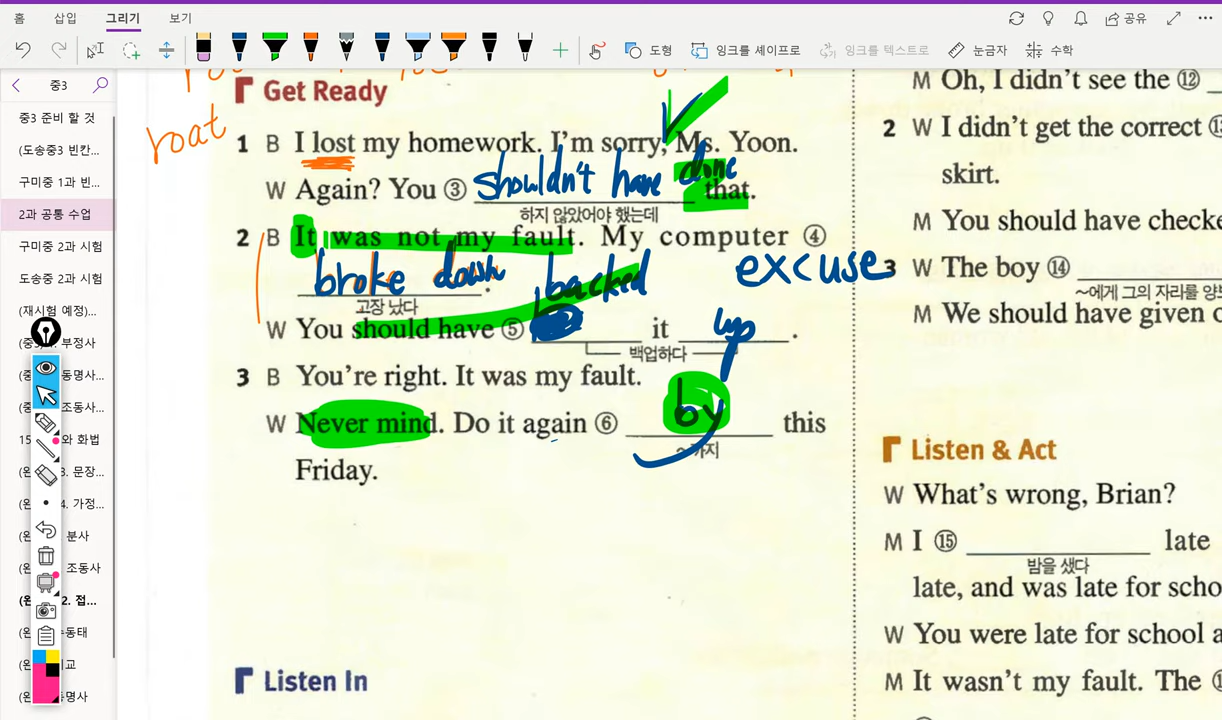 홈 삽입 그리기 보기
공유
도형 잉크를 셰이프로 잉크를 텍스트로 눈금자 수학
중3
중3 준비 할 것
(도송중3 빈칸...
구미중 1과 빈...
2과 공통 수업
구미중 2과 시험
도송중 2과 시험
(재시험 예정)...
부정사
동명사...
조동사...
15 와 화법
3. 문장...
4. 가정...
분사
조동사
2. 접...
수동태
비교
동명사
roat
Get Ready
1 B I lost my homework. I'm sorry, Ms. Yoon.
W Again? You ③ shouldn't have done that.
하지 않았어야 했는데
2 B It was not my fault. My computer ④
broke down.
고장 났다
excuse
W You should have ⑤ backed it up.
백업하다
3 B You're right. It was my fault.
W Never mind. Do it again ⑥ by this
~까지
Friday.
Listen In
M Oh, I didn't see the ⑫
2 W I didn't get the correct
skirt.
M You should have checke
3 W The boy ⑭
~에게 그의 자리를 양보
M We should have given
Listen & Act
W What's wrong, Brian?
M I ⑮ late
밤을 샜다
late, and was late for scho
W You were late for school a
M It wasn't my fault. The